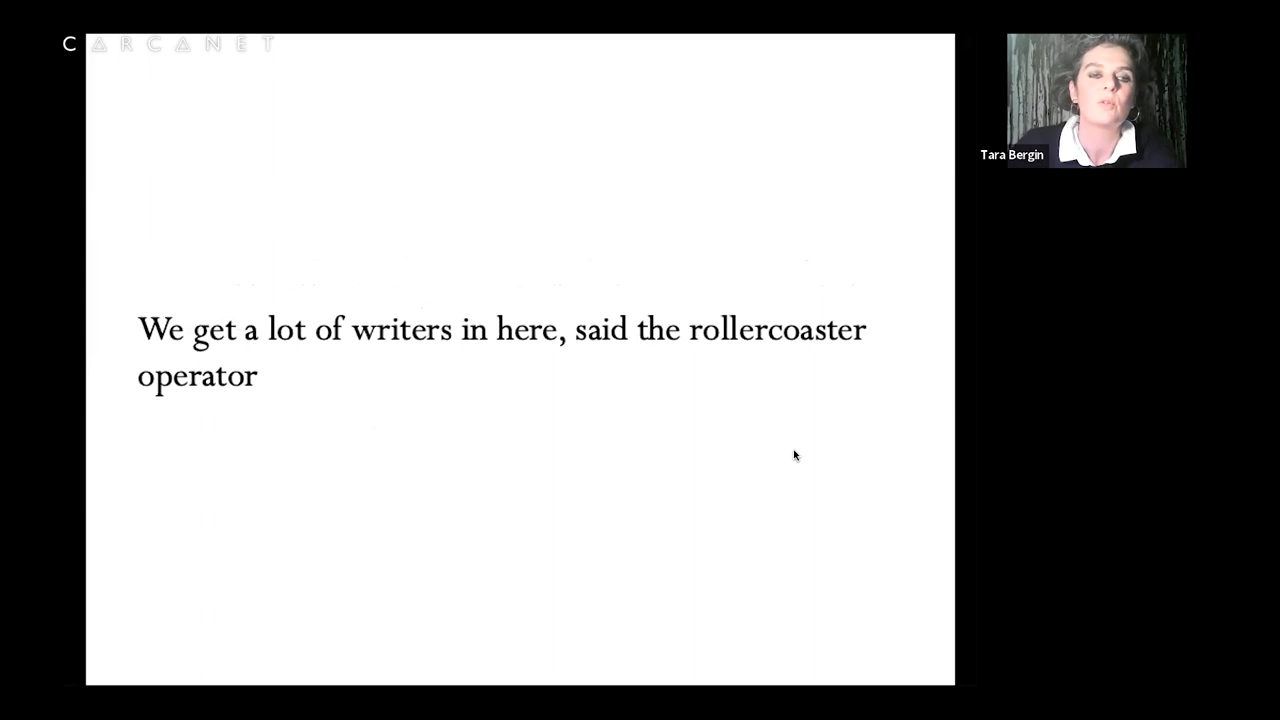 CARCANET
We get a lot of writers in here, said the rollercoaster
operator
Tara Bergin